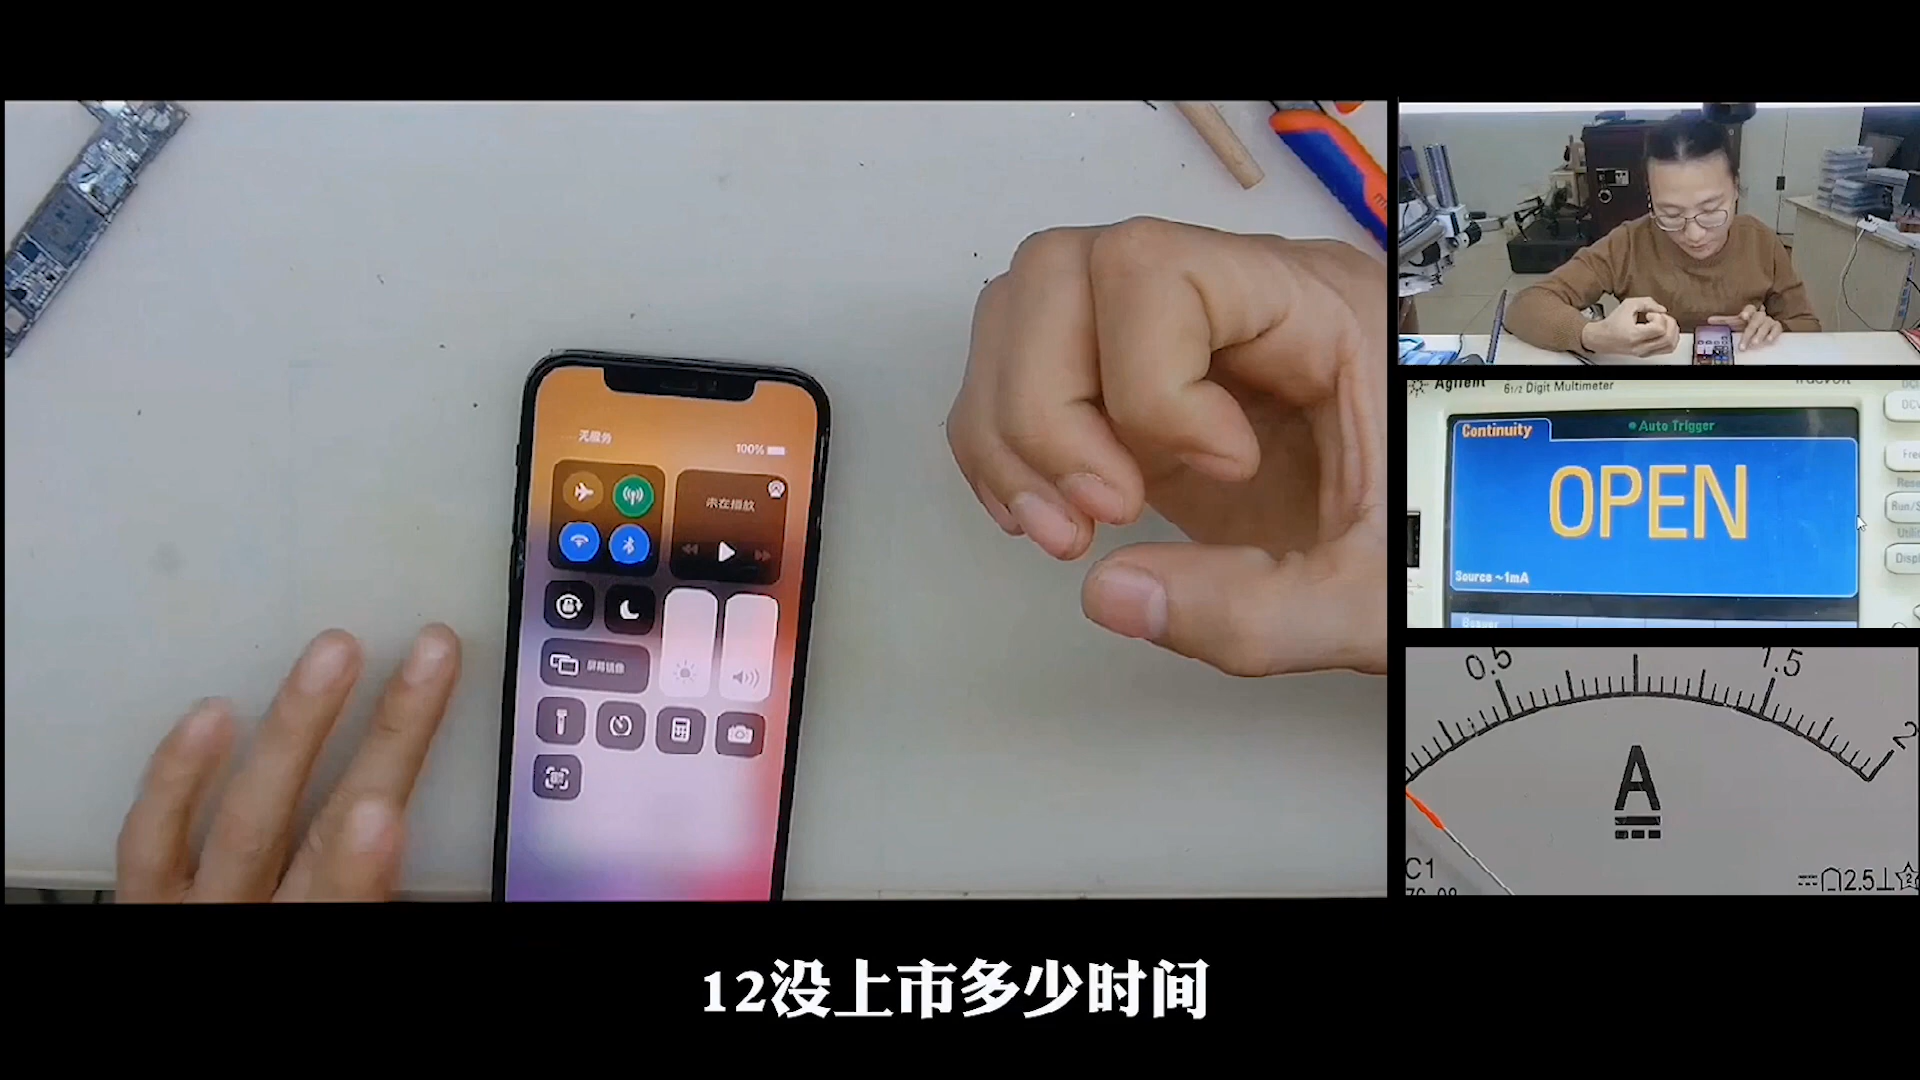 无服务
100%
未在播放
屏幕镜像
Agilent
6½ Digit Multimeter
Continuity
Auto Trigger
OPEN
Source ~1mA
Run/S
Displ
0.5
1.5
2
A
C1
2.5
12没上市多少时间